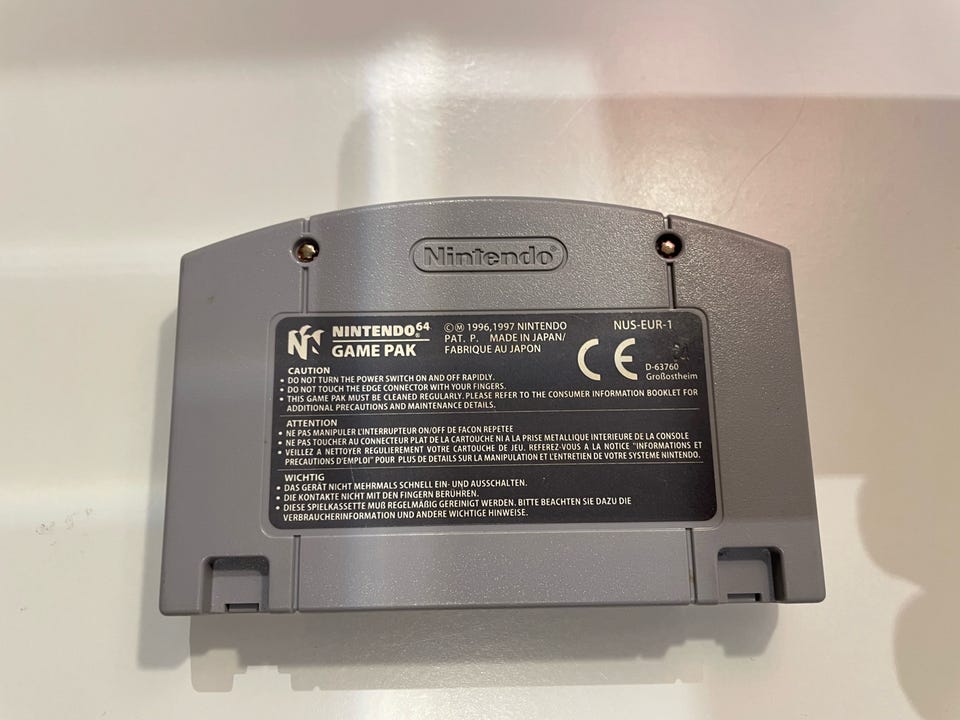 Nintendo®
NINTENDO®64
GAME PAK
©Ⓜ 1996,1997 NINTENDO
PAT. P. MADE IN JAPAN/
FABRIQUE AU JAPON
NUS-EUR-1
CE
D-63760
Großostheim
CAUTION
• DO NOT TURN THE POWER SWITCH ON AND OFF RAPIDLY.
• DO NOT TOUCH THE EDGE CONNECTOR WITH YOUR FINGERS.
• THIS GAME PAK MUST BE CLEANED REGULARLY. PLEASE REFER TO THE CONSUMER INFORMATION BOOKLET FOR
ADDITIONAL PRECAUTIONS AND MAINTENANCE DETAILS.
ATTENTION
• NE PAS MANIPULER L'INTERRUPTEUR ON/OFF DE FACON REPETEE
• NE PAS TOUCHER AU CONNECTEUR PLAT DE LA CARTOUCHE NI A LA PRISE METALLIQUE INTERIEURE DE LA CONSOLE
• VEILLEZ A NETTOYER REGULIEREMENT VOTRE CARTOUCHE DE JEU. REFEREZ-VOUS A LA NOTICE "INFORMATIONS ET
PRECAUTIONS D'EMPLOI" POUR PLUS DE DETAILS SUR LA MANIPULATION ET L'ENTRETIEN DE VOTRE SYSTEME NINTENDO.
WICHTIG
• DAS GERÄT NICHT MEHRMALS SCHNELL EIN- UND AUSSCHALTEN.
• DIE KONTAKTE NICHT MIT DEN FINGERN BERÜHREN.
• DIESE SPIELKASSETTE MUß REGELMÄßIG GEREINIGT WERDEN. BITTE BEACHTEN SIE DAZU DIE
VERBRAUCHERINFORMATION UND ANDERE WICHTIGE HINWEISE.